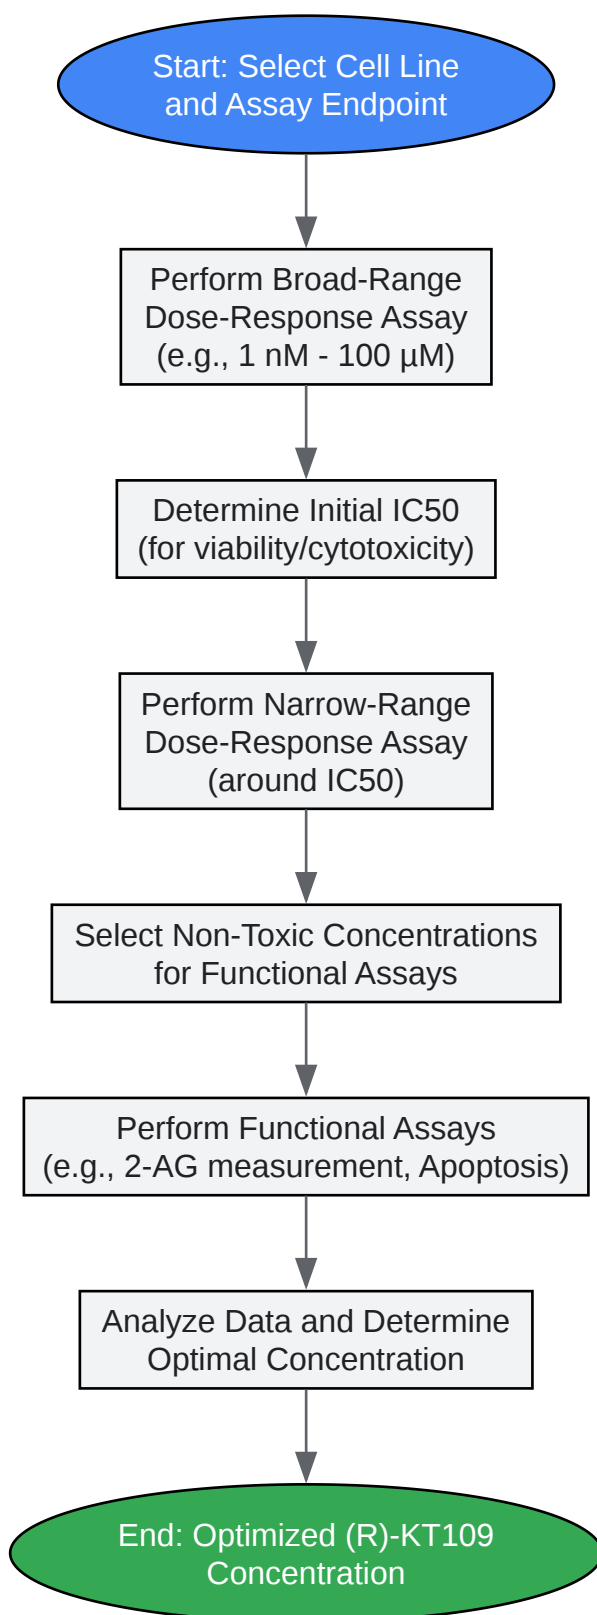 Start: Select Cell Line
and Assay Endpoint
Perform Broad-Range
Dose-Response Assay
(e.g., 1 nM - 100 µM)
Determine Initial IC50
(for viability/cytotoxicity)
Perform Narrow-Range
Dose-Response Assay
(around IC50)
Select Non-Toxic Concentrations
for Functional Assays
Perform Functional Assays
(e.g., 2-AG measurement, Apoptosis)
Analyze Data and Determine
Optimal Concentration
End: Optimized (R)-KT109
Concentration